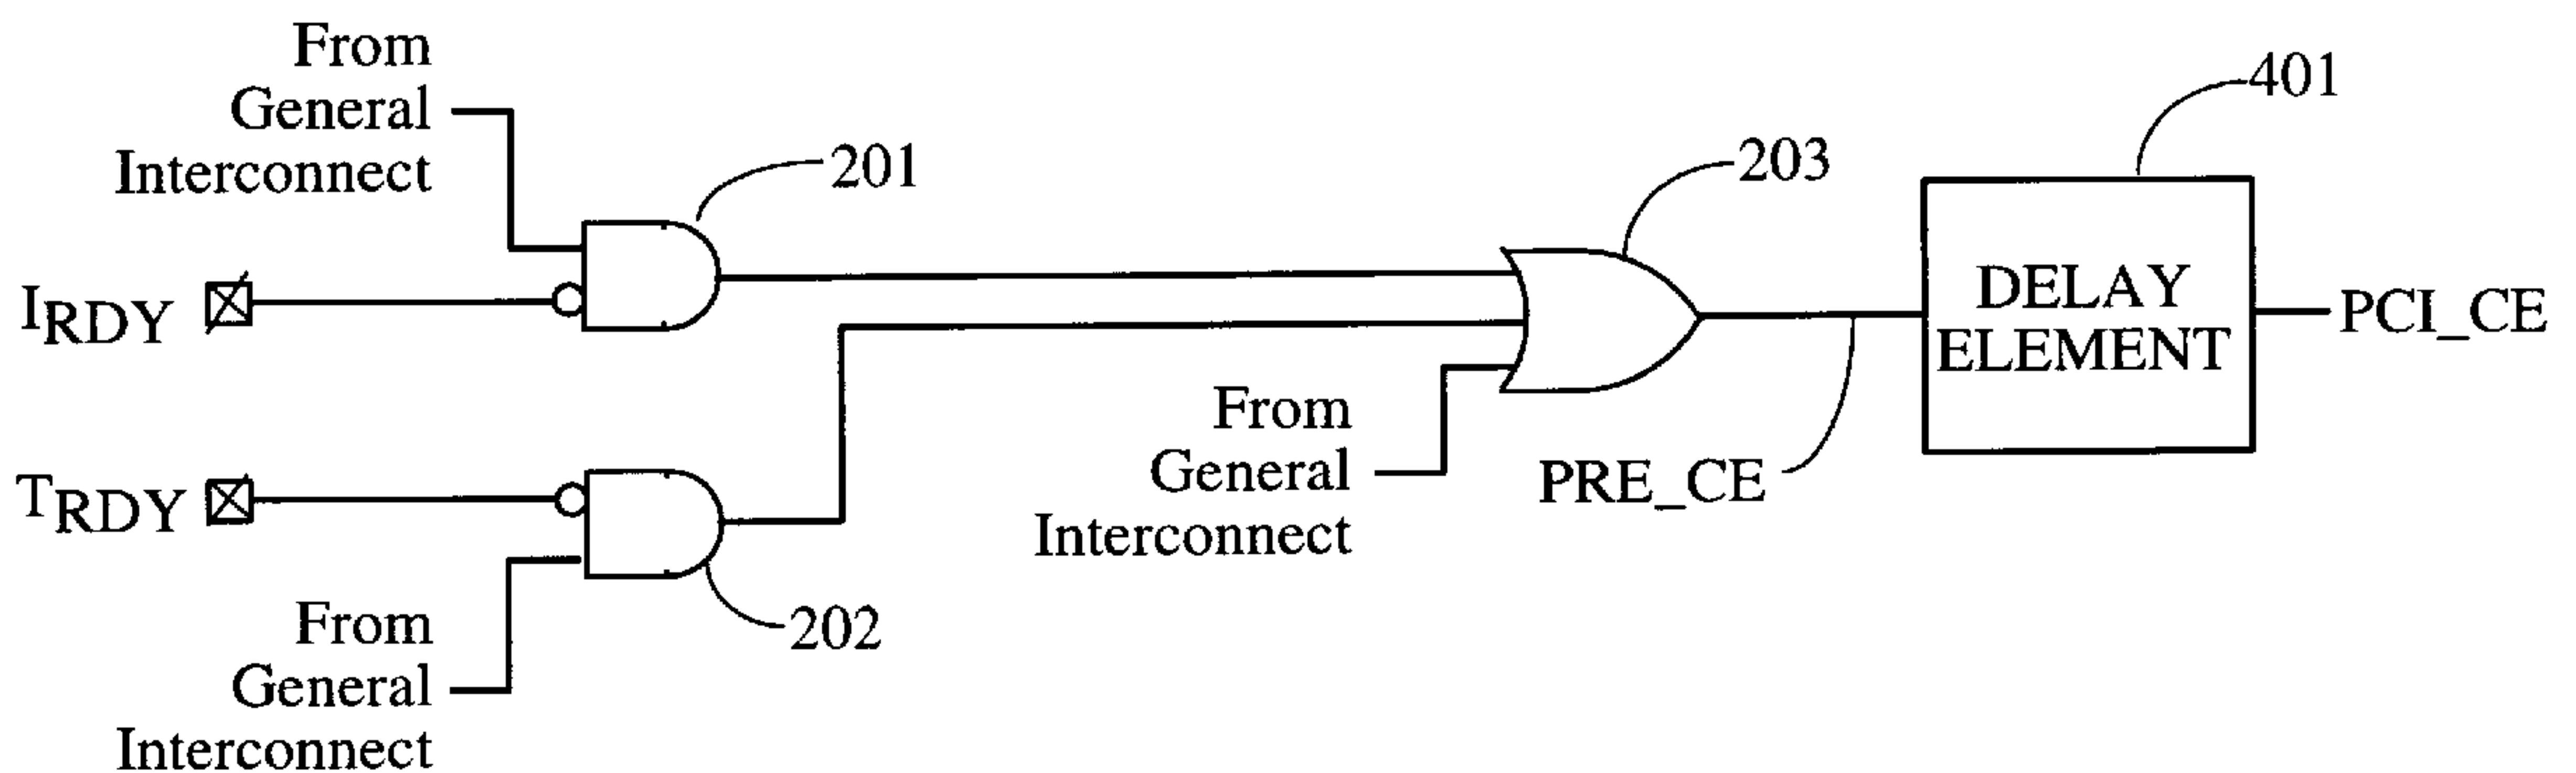 From
General
Interconnect
201
IRDY
401
203
DELAY
ELEMENT
PCI_CE
From
General
Interconnect
PRE_CE
TRDY
202
From
General
Interconnect